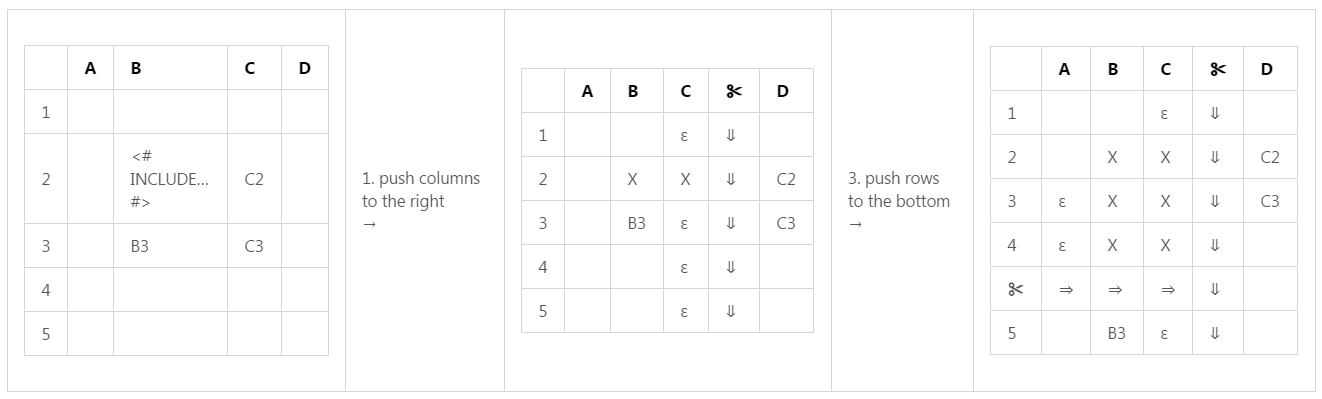 A B C D
1
2 <# INCLUDE... #> C2
3 B3 C3
4
5
1. push columns
to the right
→
A B C ✂ D
1 ε ⇓
2 X X ⇓ C2
3 B3 ε ⇓ C3
4 ε ⇓
5 ε ⇓
3. push rows
to the bottom
→
A B C ✂ D
1 ε ⇓
2 X X ⇓ C2
3 ε X X ⇓ C3
4 ε X X ⇓
✂ ⇒ ⇒ ⇒ ⇓
5 B3 ε ⇓